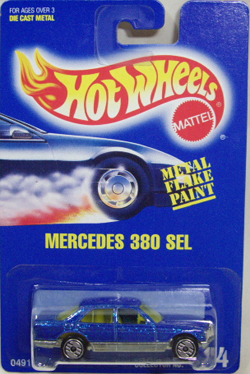 FOR AGES OVER 3
DIE CAST METAL
Hot Wheels
MATTEL
METAL
FLAKE
PAINT
MERCEDES 380 SEL
0491